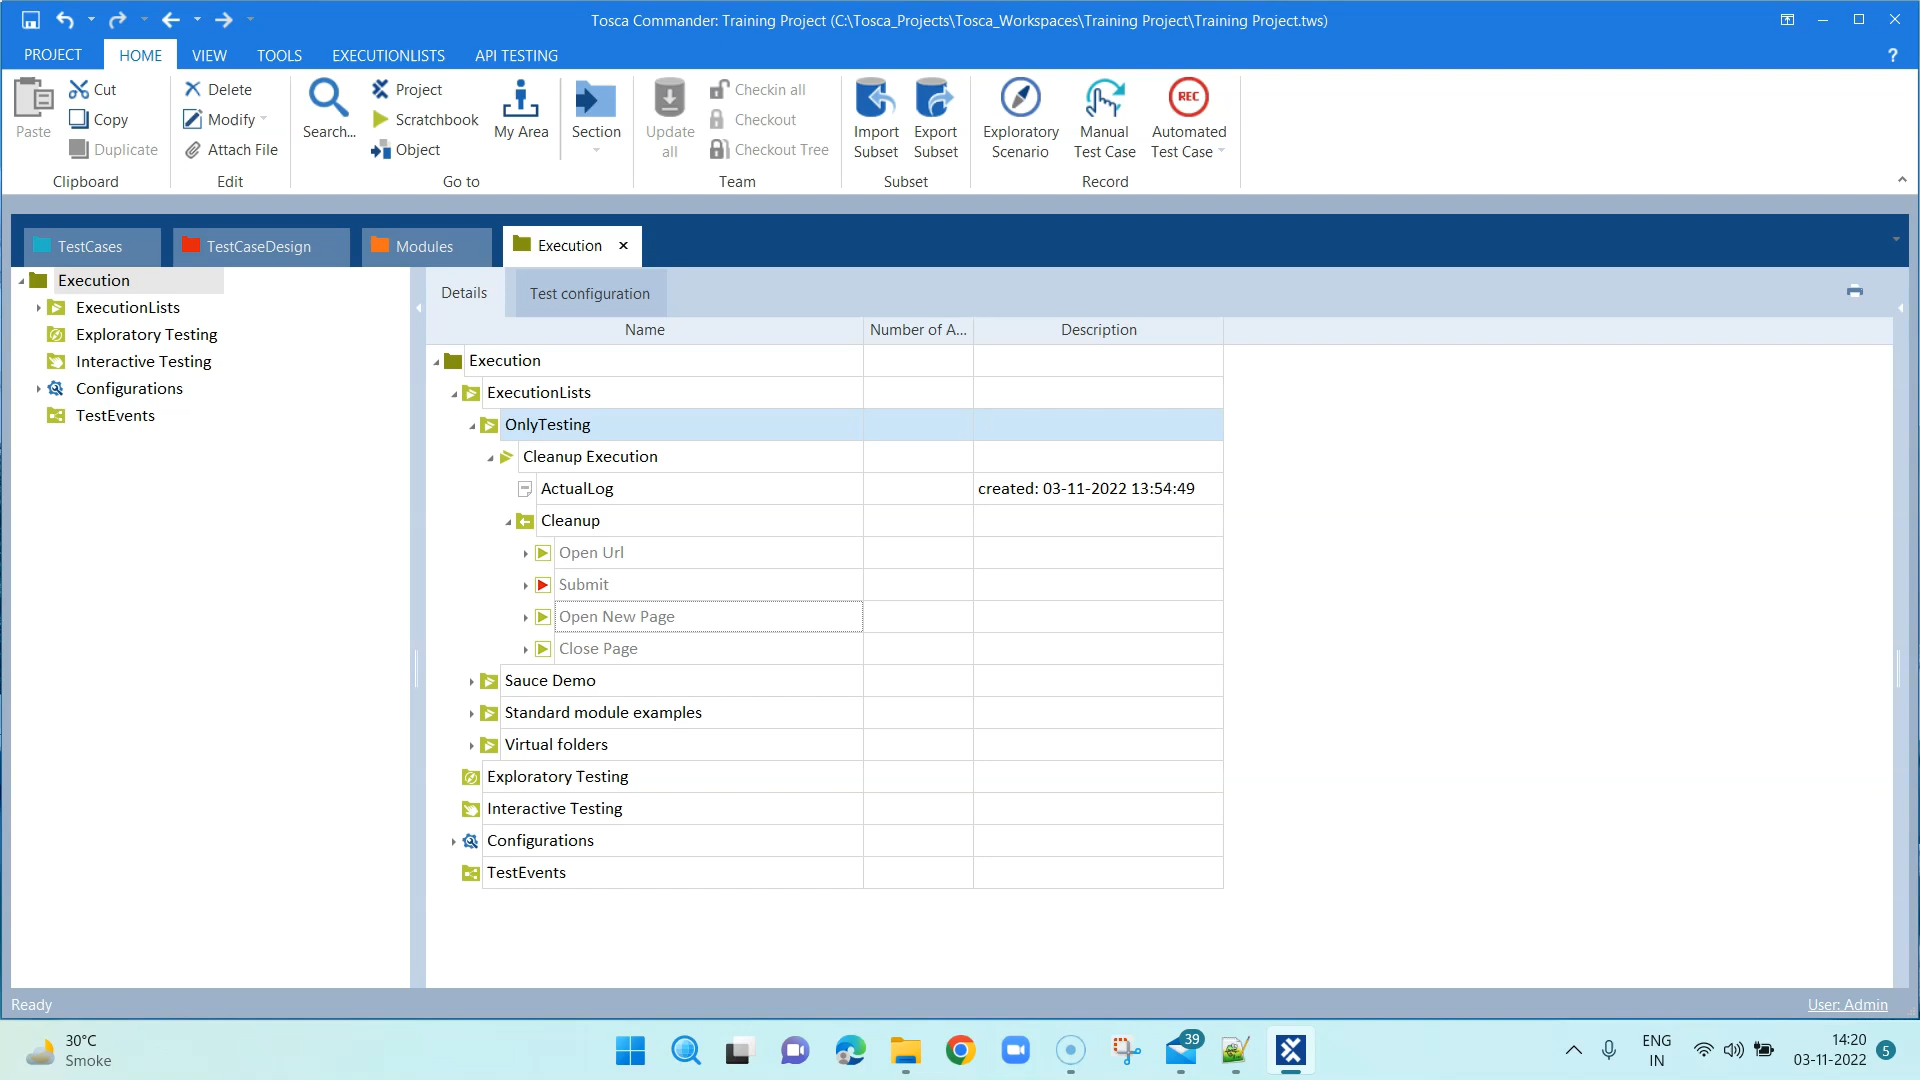 Tosca Commander: Training Project (C:\Tosca_Projects\Tosca_Workspaces\Training Project\Training Project.tws)
PROJECT HOME VIEW TOOLS EXECUTIONLISTS API TESTING ?
Paste
Cut
Copy
Duplicate
Clipboard
Delete
Modify
Attach File
Edit
Search...
Project
Scratchbook
Object
My Area
Section
Go to
Update all
Checkin all
Checkout
Checkout Tree
Team
Import Subset
Export Subset
Subset
Exploratory Scenario
Manual Test Case
REC
Automated Test Case
Record
TestCases TestCaseDesign Modules Execution
Execution
ExecutionLists
Exploratory Testing
Interactive Testing
Configurations
TestEvents
Details Test configuration
Name Number of A... Description
Execution
ExecutionLists
OnlyTesting
Cleanup Execution
ActualLog created: 03-11-2022 13:54:49
Cleanup
Open Url
Submit
Open New Page
Close Page
Sauce Demo
Standard module examples
Virtual folders
Exploratory Testing
Interactive Testing
Configurations
TestEvents
Ready User: Admin
30°C
Smoke
39
ENG
IN
14:20
03-11-2022
5